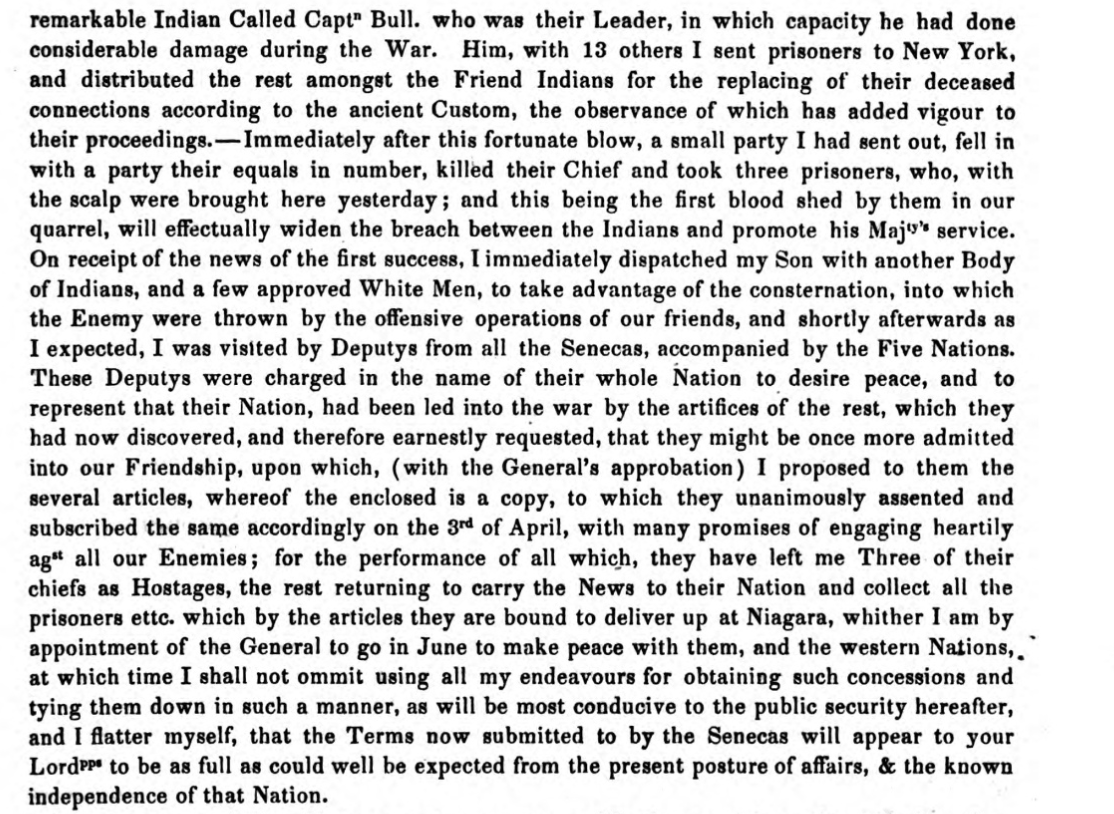 remarkable Indian Called Captⁿ Bull. who was their Leader, in which capacity he had done
considerable damage during the War. Him, with 13 others I sent prisoners to New York,
and distributed the rest amongst the Friend Indians for the replacing of their deceased
connections according to the ancient Custom, the observance of which has added vigour to
their proceedings.—Immediately after this fortunate blow, a small party I had sent out, fell in
with a party their equals in number, killed their Chief and took three prisoners, who, with
the scalp were brought here yesterday; and this being the first blood shed by them in our
quarrel, will effectually widen the breach between the Indians and promote his Majᵗʸ'ˢ service.
On receipt of the news of the first success, I immediately dispatched my Son with another Body
of Indians, and a few approved White Men, to take advantage of the consternation, into which
the Enemy were thrown by the offensive operations of our friends, and shortly afterwards as
I expected, I was visited by Deputys from all the Senecas, accompanied by the Five Nations.
These Deputys were charged in the name of their whole Nation to desire peace, and to
represent that their Nation, had been led into the war by the artifices of the rest, which they
had now discovered, and therefore earnestly requested, that they might be once more admitted
into our Friendship, upon which, (with the General's approbation) I proposed to them the
several articles, whereof the enclosed is a copy, to which they unanimously assented and
subscribed the same accordingly on the 3ʳᵈ of April, with many promises of engaging heartily
agˢᵗ all our Enemies; for the performance of all which, they have left me Three of their
chiefs as Hostages, the rest returning to carry the News to their Nation and collect all the
prisoners ettc. which by the articles they are bound to deliver up at Niagara, whither I am by
appointment of the General to go in June to make peace with them, and the western Nations,
at which time I shall not ommit using all my endeavours for obtaining such concessions and
tying them down in such a manner, as will be most conducive to the public security hereafter,
and I flatter myself, that the Terms now submitted to by the Senecas will appear to your
Lordᵖᵖˢ to be as full as could well be expected from the present posture of affairs, & the known
independence of that Nation.